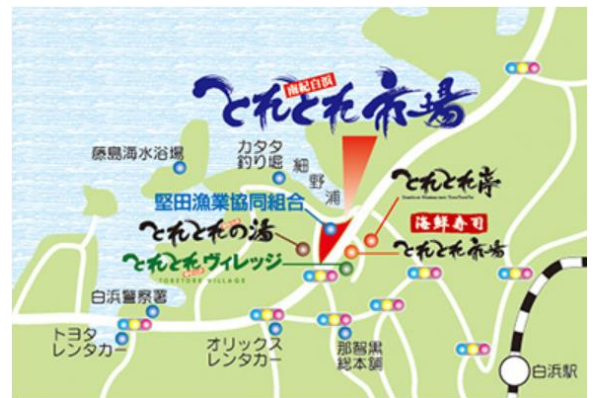 南紀白浜
とれとれ市場
藤島海水浴場
カタタ
釣り堀
細野浦
とれとれ亭
堅田漁業協同組合
海鮮寿司
とれとれ市場
とれとれの湯
とれとれヴィレッジ
TORETORE VILLAGE
白浜警察署
トヨタ
レンタカー
オリックス
レンタカー
那智黒
総本舗
白浜駅